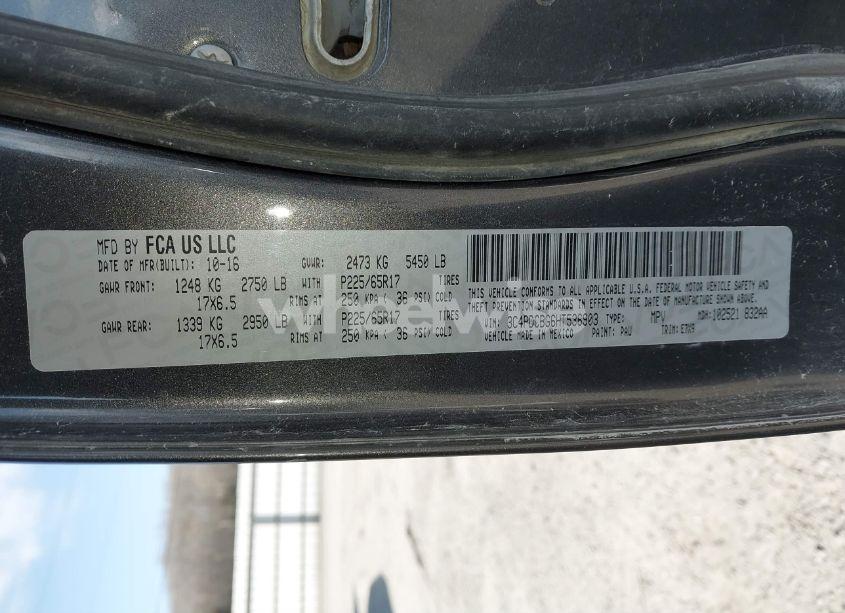 MFD BY FCA US LLC
DATE OF MFR(BUILT): 10-16 GVWR: 2473 KG 5450 LB
GAWR FRONT: 1248 KG 2750 LB WITH P225/65R17 TIRES
17X6.5 RIMS AT 250 KPA ( 36 PSI) COLD
GAWR REAR: 1339 KG 2950 LB WITH P225/65R17 TIRES
17X6.5 RIMS AT 250 KPA ( 36 PSI) COLD
THIS VEHICLE CONFORMS TO ALL APPLICABLE U.S.A. FEDERAL MOTOR VEHICLE SAFETY AND
THEFT PREVENTION STANDARDS IN EFFECT ON THE DATE OF MANUFACTURE SHOWN ABOVE.
VIN: TYPE: MPV MDH: 102521 832AA
VEHICLE MADE IN MEXICO PAINT: PAU TRIM: